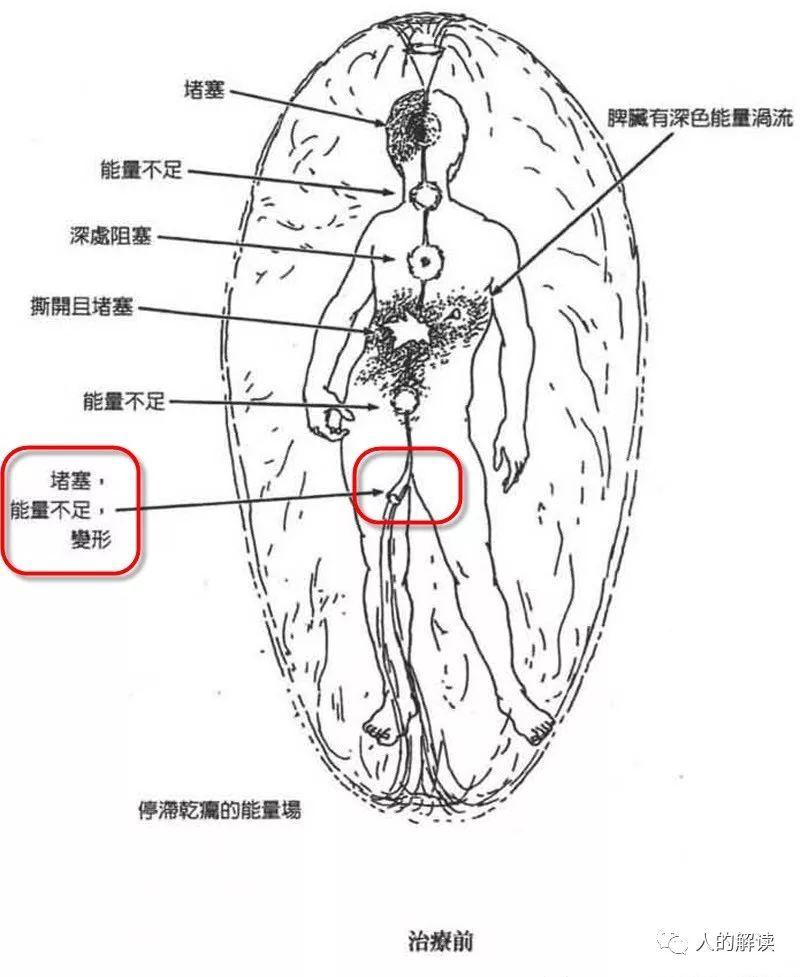 堵塞
脾臟有深色能量渦流
能量不足
深處阻塞
撕開且堵塞
能量不足
堵塞，
能量不足，
變形
停滯乾癟的能量場
治療前
人的解读